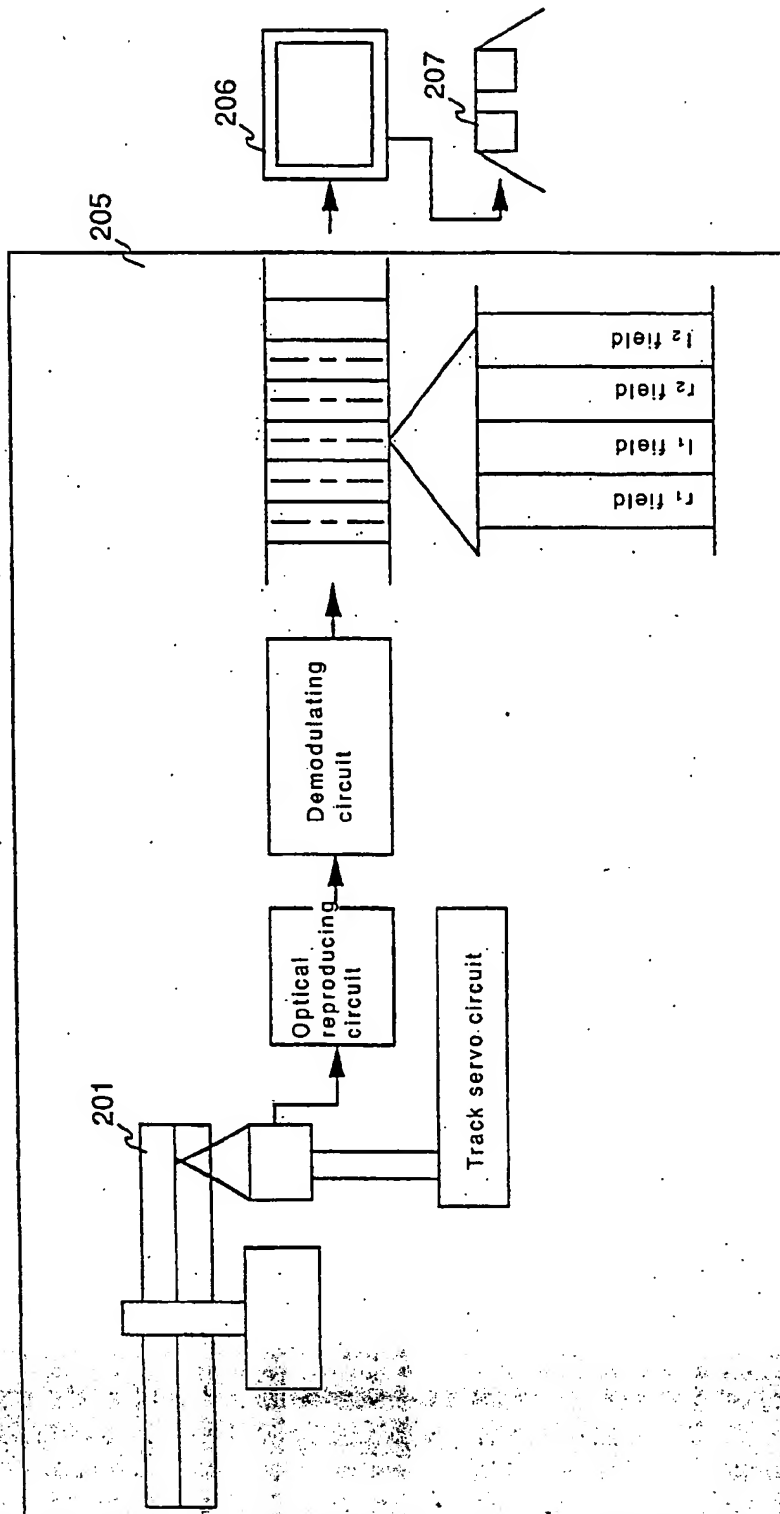 201
Optical
reproducing
circuit
Track servo circuit
Demodulating
circuit
205
r₁ field
l₁ field
r₂ field
l₂ field
206
207